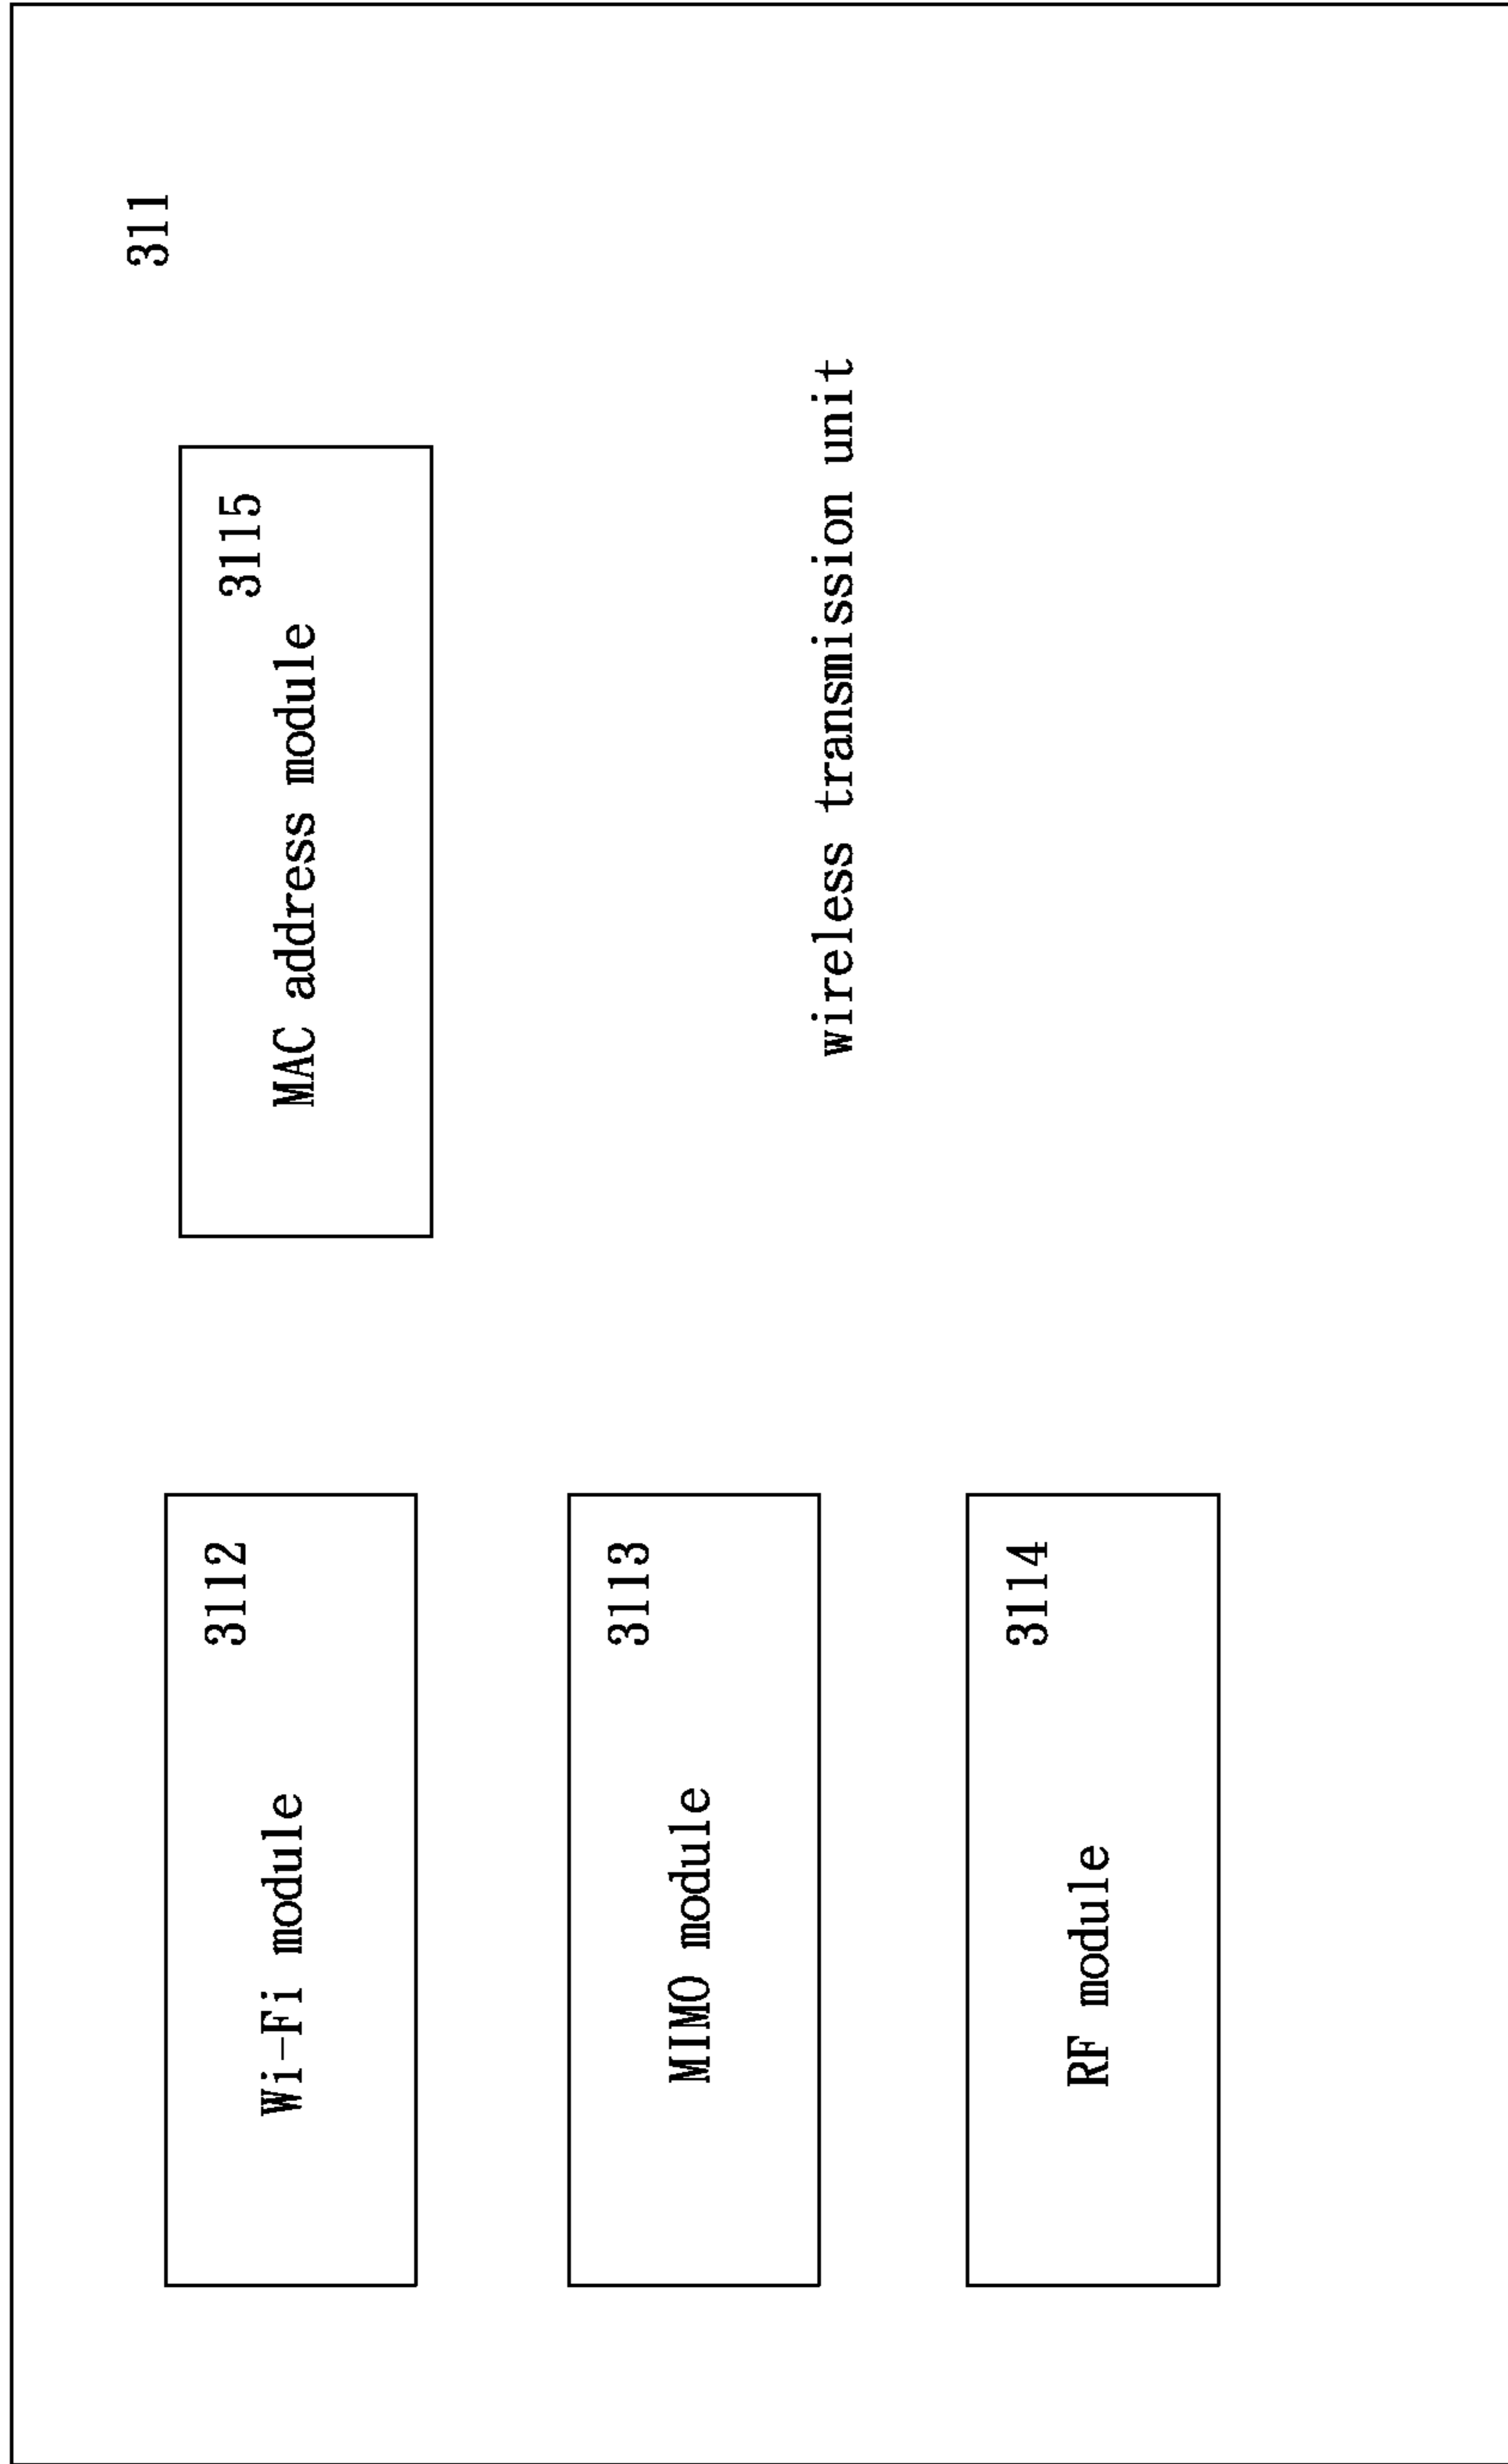 311
3112
Wi-Fi module
3115
MAC address module
3113
MIMO module
wireless transmission unit
3114
RF module